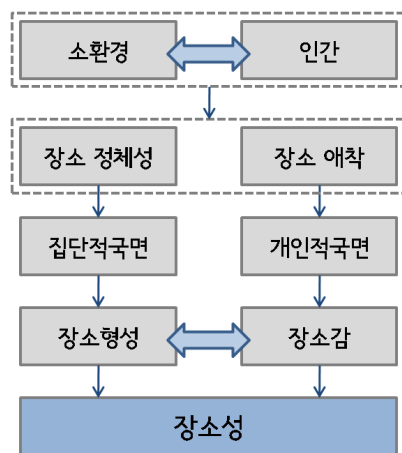 소환경
인간
장소 정체성
장소 애착
집단적국면
개인적국면
장소형성
장소감
장소성